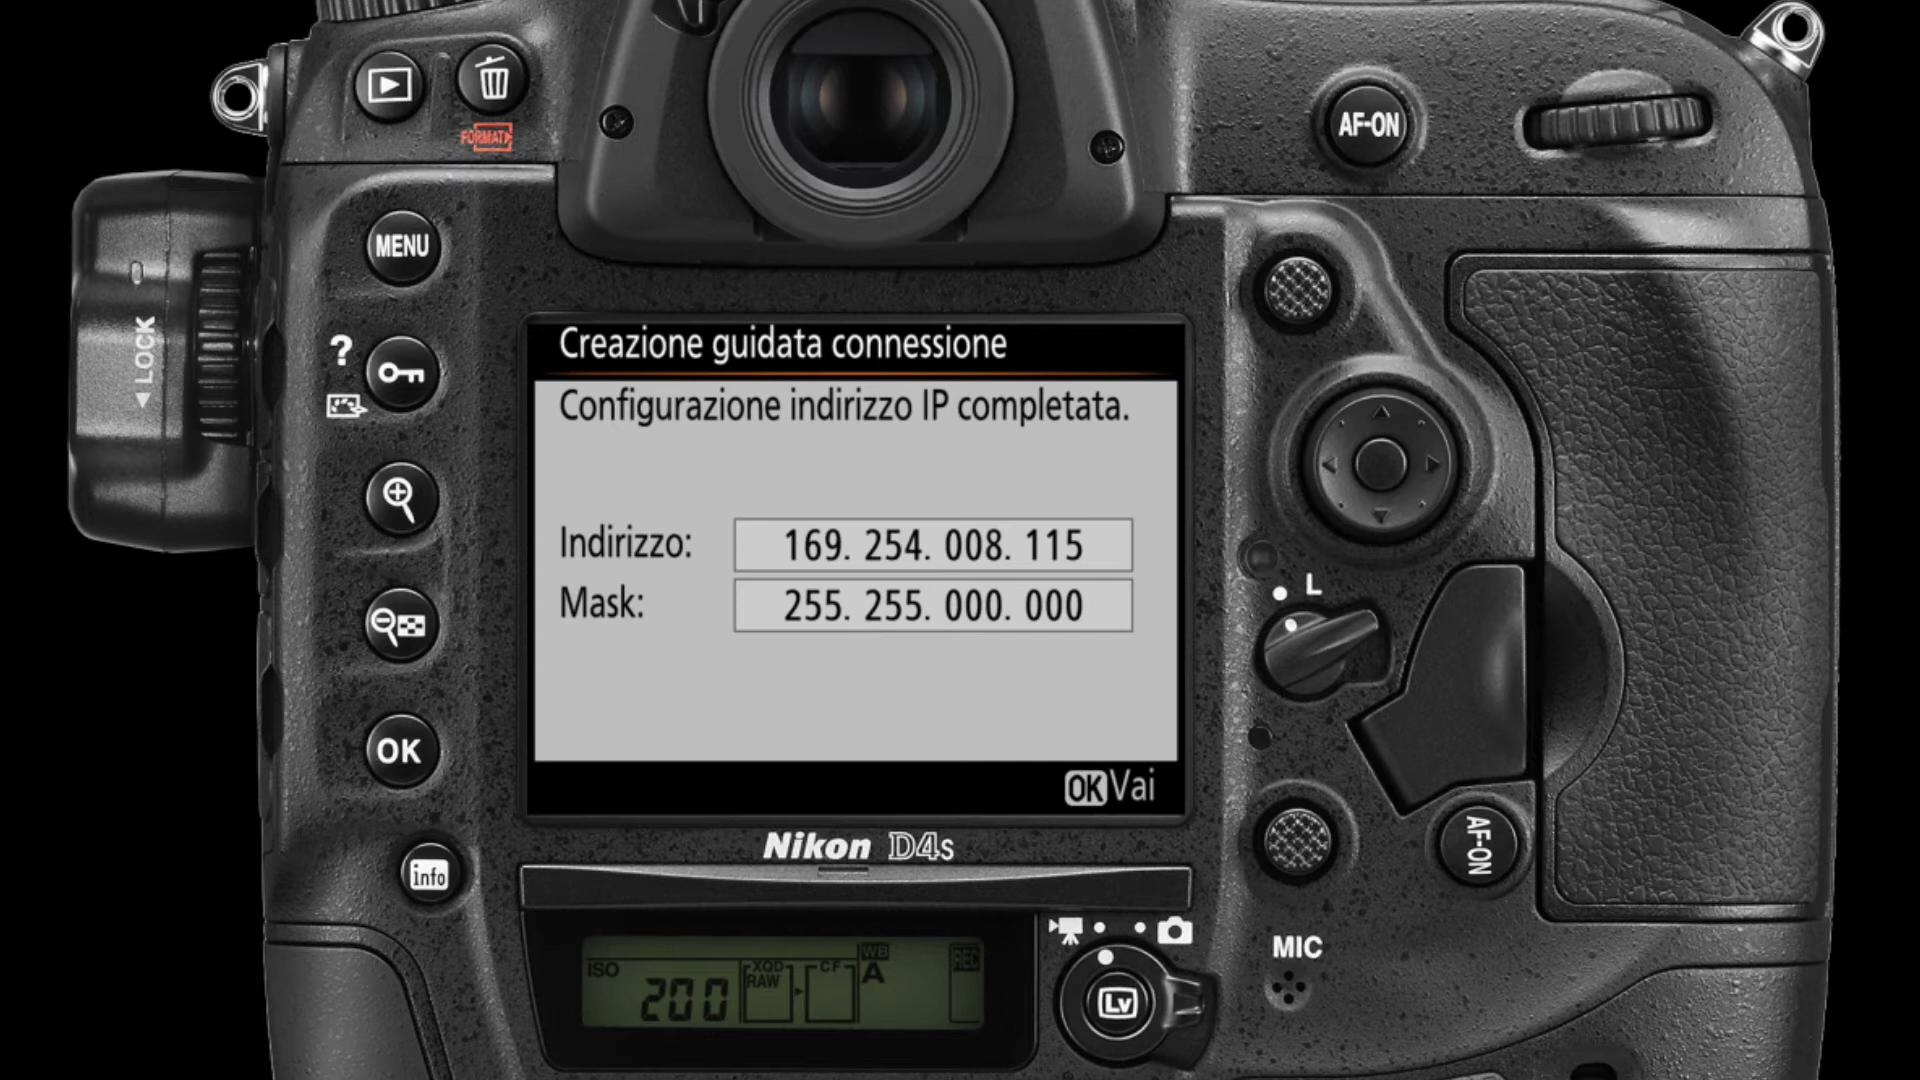 FORMAT
AF-ON
MENU
?
LOCK
Creazione guidata connessione
Configurazione indirizzo IP completata.
Indirizzo: 169. 254. 008. 115
Mask: 255. 255. 000. 000
L
OK
OK Vai
Nikon D4s
info
AF-ON
MIC
ISO 200
XQD
RAW
CF
WB
A
REC
Lv